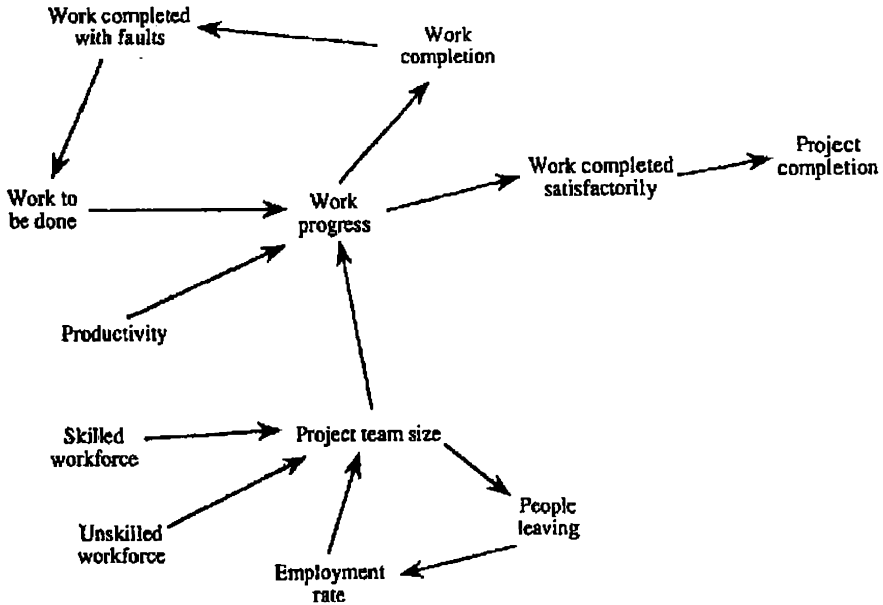 Work completed
with faults
Work
completion
Project
completion
Work completed
satisfactorily
Work to
be done
Work
progress
Productivity
Skilled
workforce
Project team size
People
leaving
Unskilled
workforce
Employment
rate